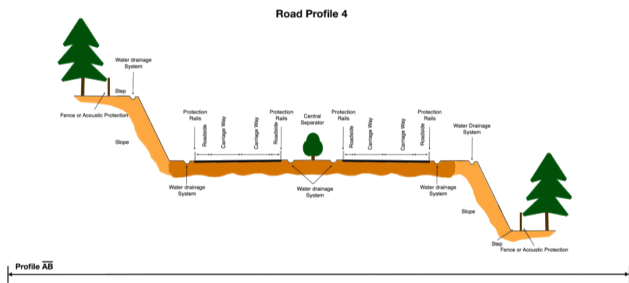 Road Profile 4
Water drainage
System
Step
Fence or Acoustic Protection
Slope
Protection
Rails
Roadside
Carriage Way
Carriage Way
Roadside
Protection
Rails
Central
Separator
Protection
Rails
Roadside
Carriage Way
Carriage Way
Roadside
Protection
Rails
Water Drainage
System
Water drainage
System
Water drainage
System
Water drainage
System
Slope
Step
Fence or Acoustic Protection
Profile AB